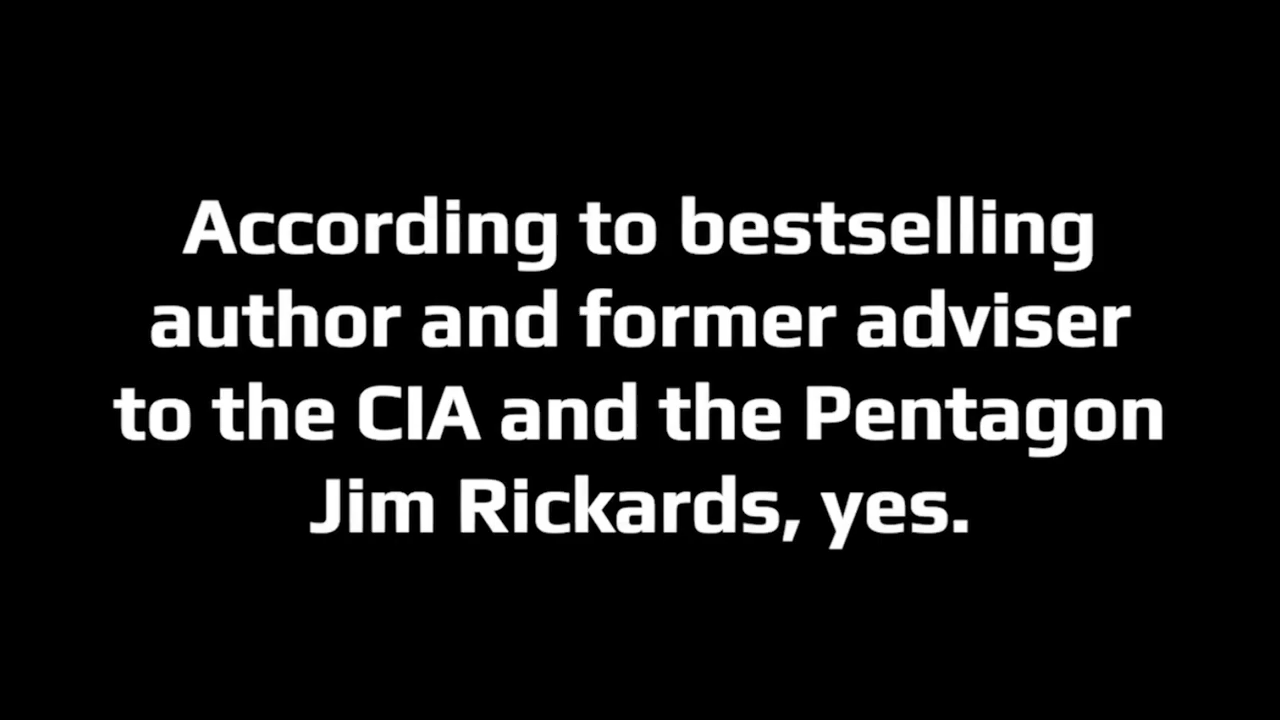 According to bestselling
author and former adviser
to the CIA and the Pentagon
Jim Rickards, yes.